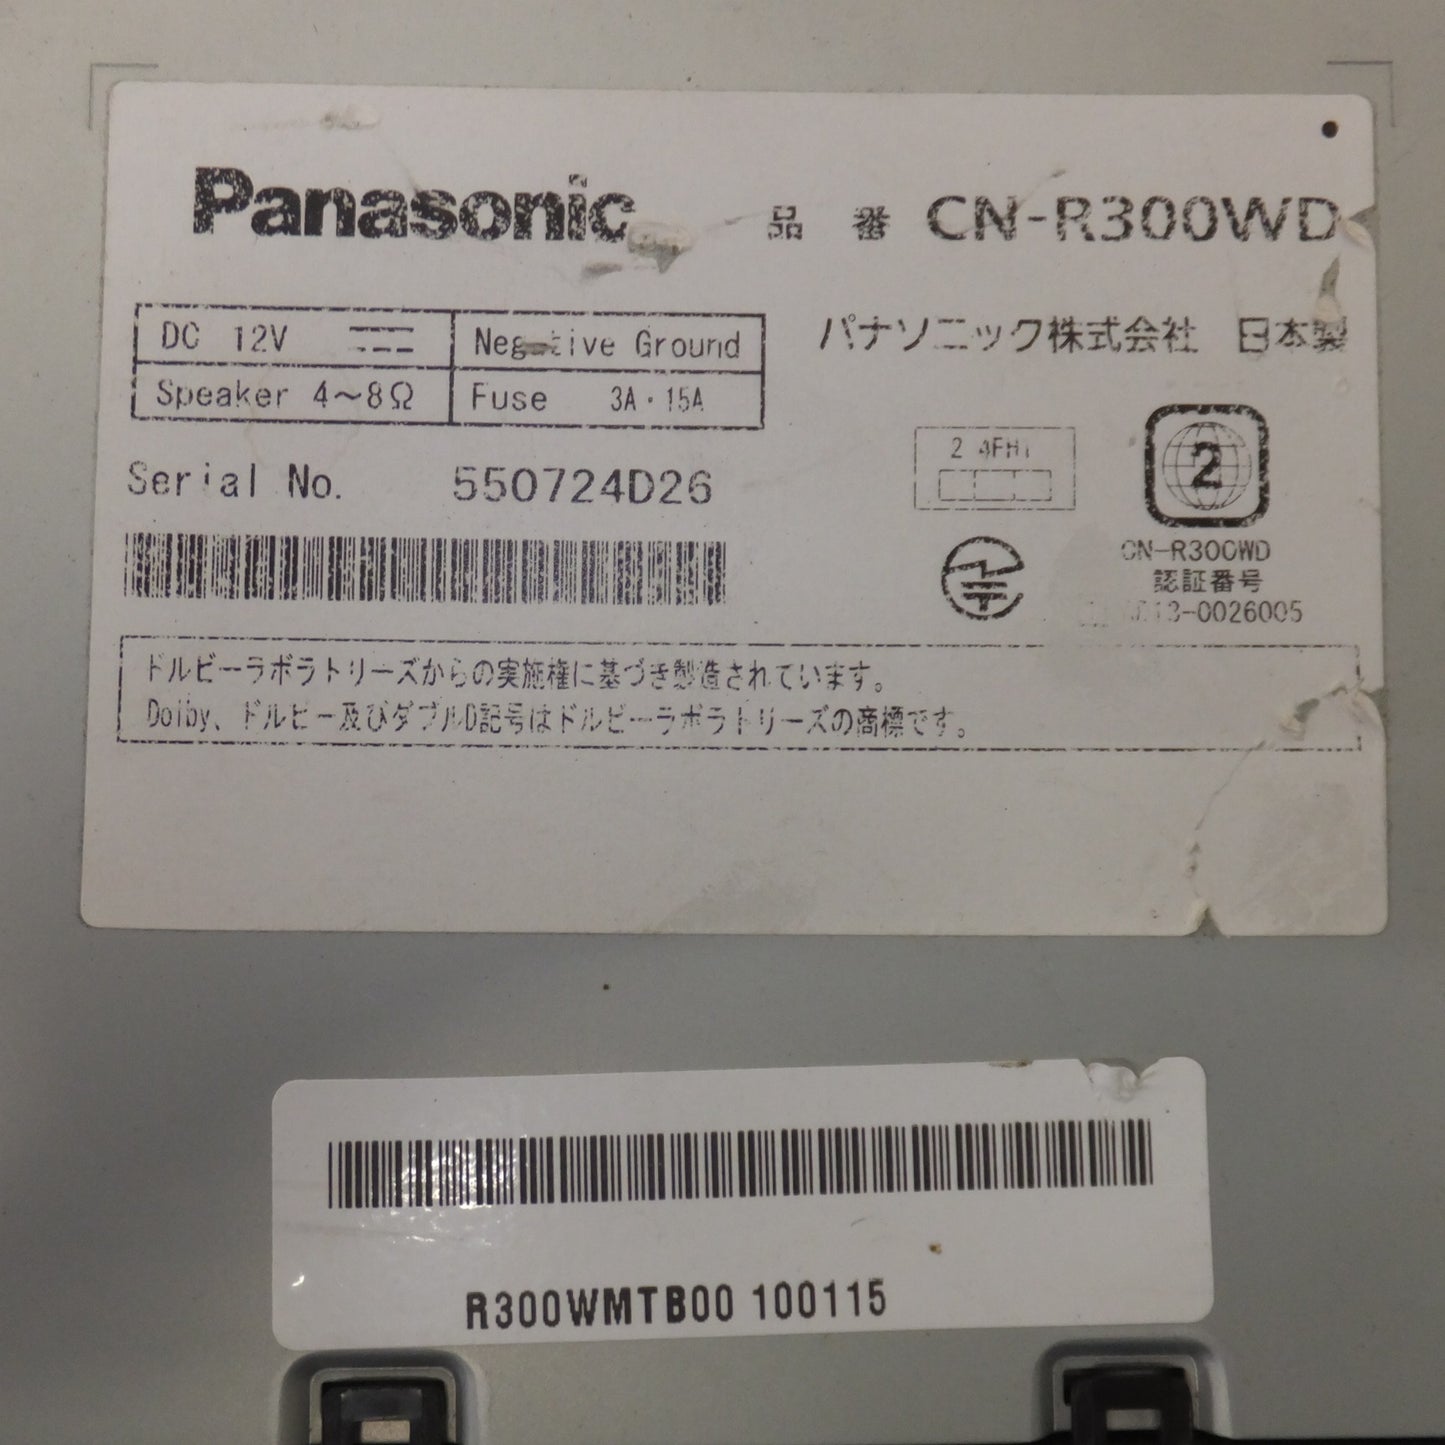 Panasonic 品番 CN-R300WD
DC 12V Negative Ground
Speaker 4～8Ω Fuse 3A・15A
パナソニック株式会社 日本製
Serial No. 550724D26
2.4FH1
2
CN-R300WD
認証番号
013-0026005
ドルビーラボラトリーズからの実施権に基づき製造されています。
Dolby、ドルビー及びダブルD記号はドルビーラボラトリーズの商標です。
R300WMTB00 100115